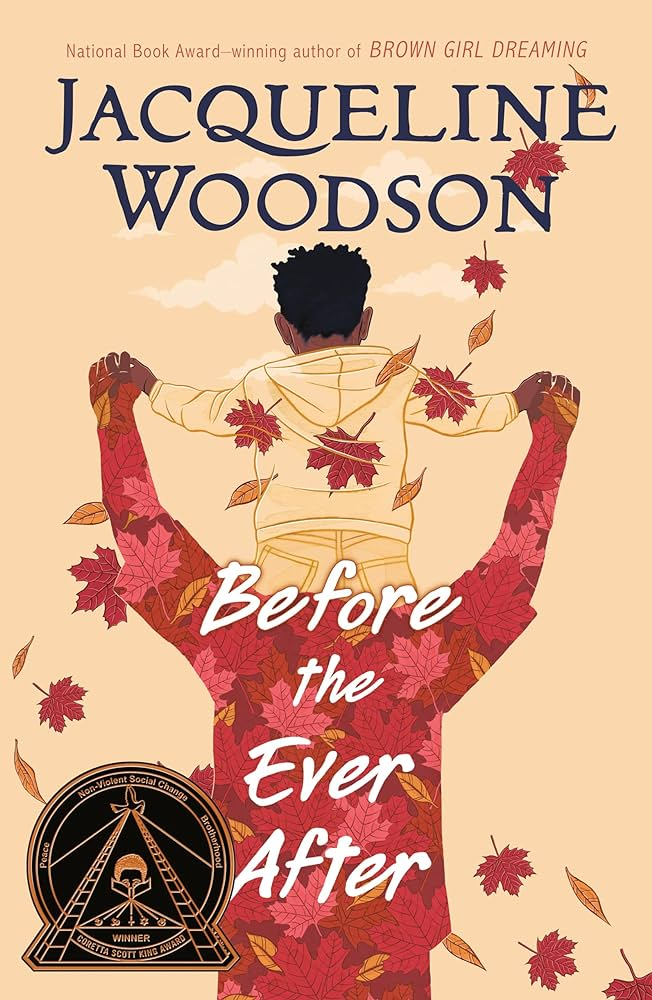 National Book Award—winning author of BROWN GIRL DREAMING
JACQUELINE
WOODSON
Before
the
Ever
After
Peace
Non-Violent Social Change
Brotherhood
WINNER
CORETTA SCOTT KING AWARD